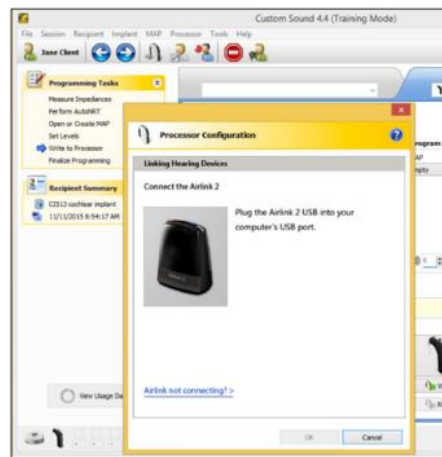 Custom Sound 4.4 (Training Mode)
File Session Recipient Implant MAP Processor Tools Help
Jane Client
Programming Tasks
Measure Impedances
Perform AutoNRT
Open or Create MAP
Set Levels
Write to Processor
Finalize Programming
Recipient Summary
CI512 cochlear implant
11/11/2015 8:54:17 AM
Processor Configuration
Linking Hearing Devices
Connect the Airlink 2
Plug the Airlink 2 USB into your
computer's USB port.
Airlink not connecting? >
OK Cancel
6